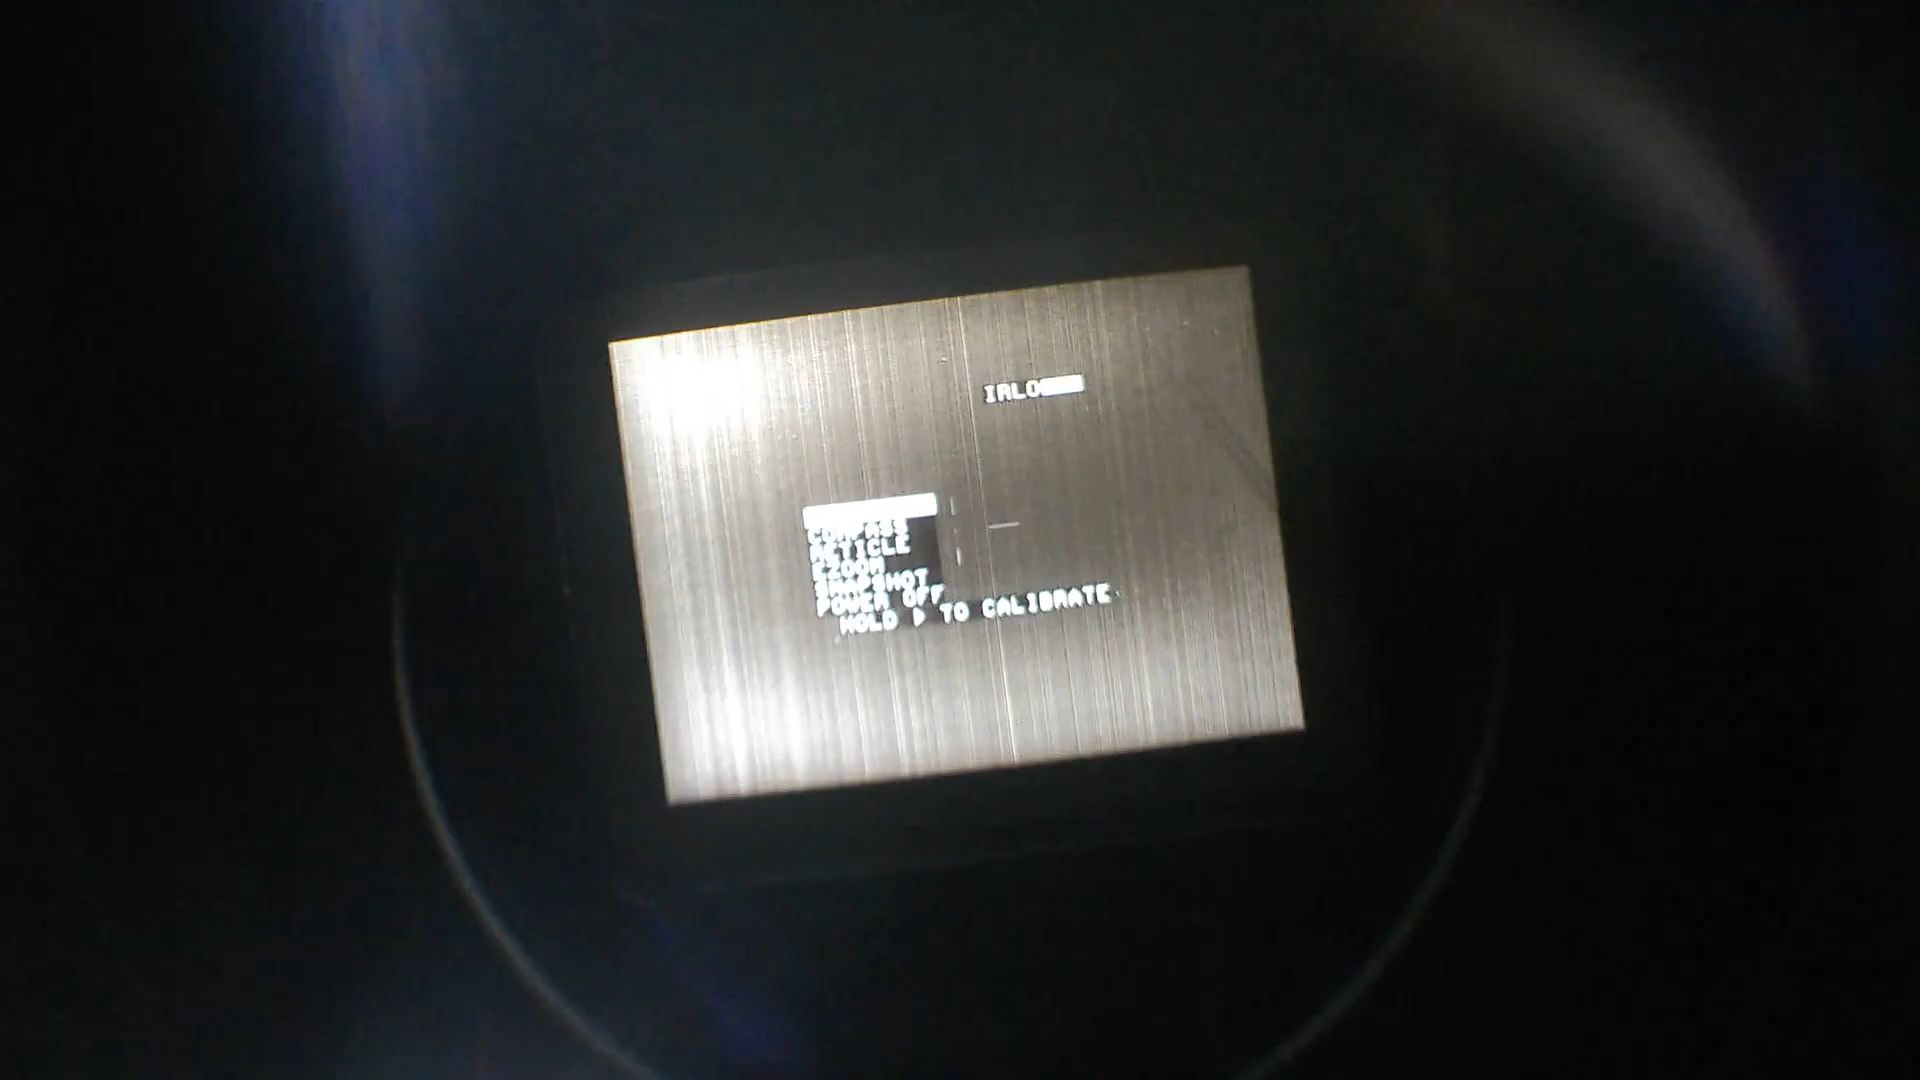 IRLO
COMPASS
RETICLE
EZOOM
SNAPSHOT
POWER OFF
HOLD ▷ TO CALIBRATE